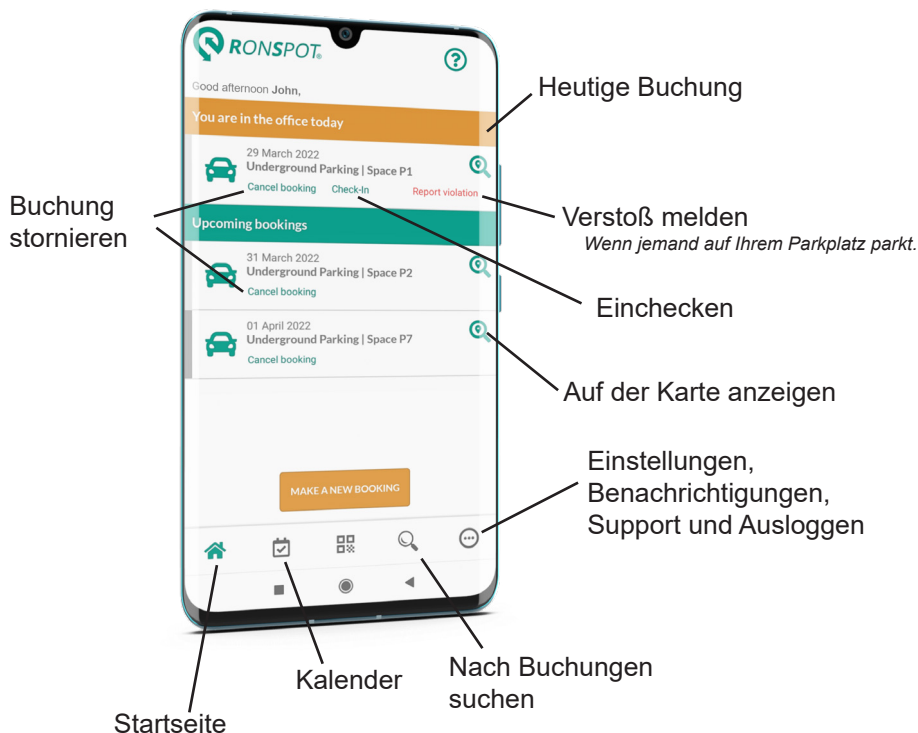 RONSPOT®
Good afternoon John,
You are in the office today
Heutige Buchung
29 March 2022
Underground Parking | Space P1
Cancel booking Check-In Report violation
Buchung
stornieren
Verstoß melden
Wenn jemand auf Ihrem Parkplatz parkt.
Upcoming bookings
31 March 2022
Underground Parking | Space P2
Cancel booking
Einchecken
01 April 2022
Underground Parking | Space P7
Cancel booking
Auf der Karte anzeigen
MAKE A NEW BOOKING
Einstellungen,
Benachrichtigungen,
Support und Ausloggen
Kalender
Nach Buchungen
suchen
Startseite